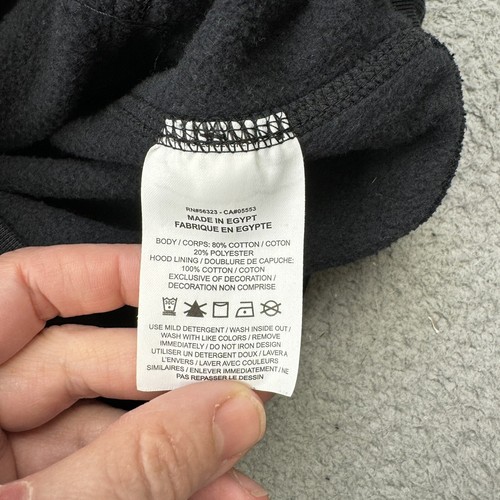 RN#56323 - CA#05553
MADE IN EGYPT
FABRIQUE EN EGYPTE
BODY / CORPS: 80% COTTON / COTON
20% POLYESTER
HOOD LINING / DOUBLURE DE CAPUCHE:
100% COTTON / COTON
EXCLUSIVE OF DECORATION /
DECORATION NON COMPRISE
USE MILD DETERGENT / WASH INSIDE OUT /
WASH WITH LIKE COLORS / REMOVE
IMMEDIATELY / DO NOT IRON DESIGN
UTILISER UN DETERGENT DOUX / LAVER A
L'ENVERS / LAVER AVEC COULEURS
SIMILAIRES / ENLEVER IMMEDIATEMENT / NE
PAS REPASSER LE DESSIN